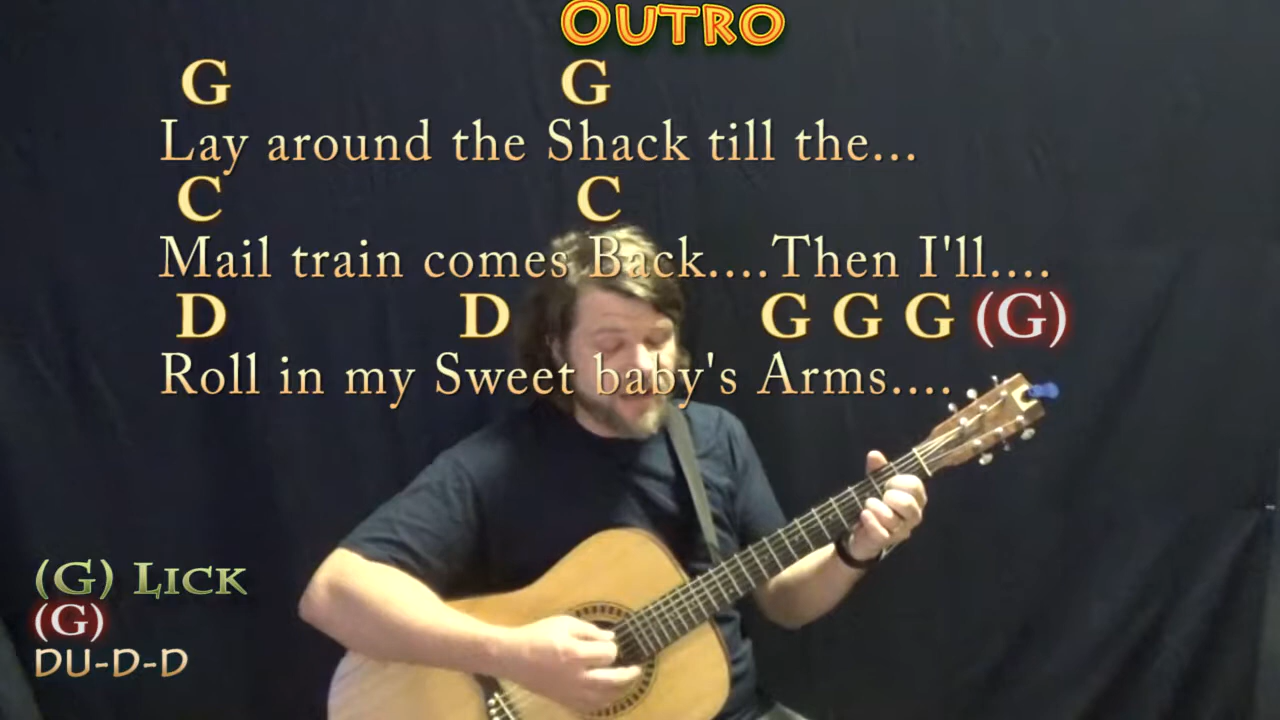 OUTRO
G G
Lay around the Shack till the...
C C
Mail train comes Back....Then I'll....
D D G G G (G)
Roll in my Sweet baby's Arms....
(G) LICK
(G)
DU-D-D